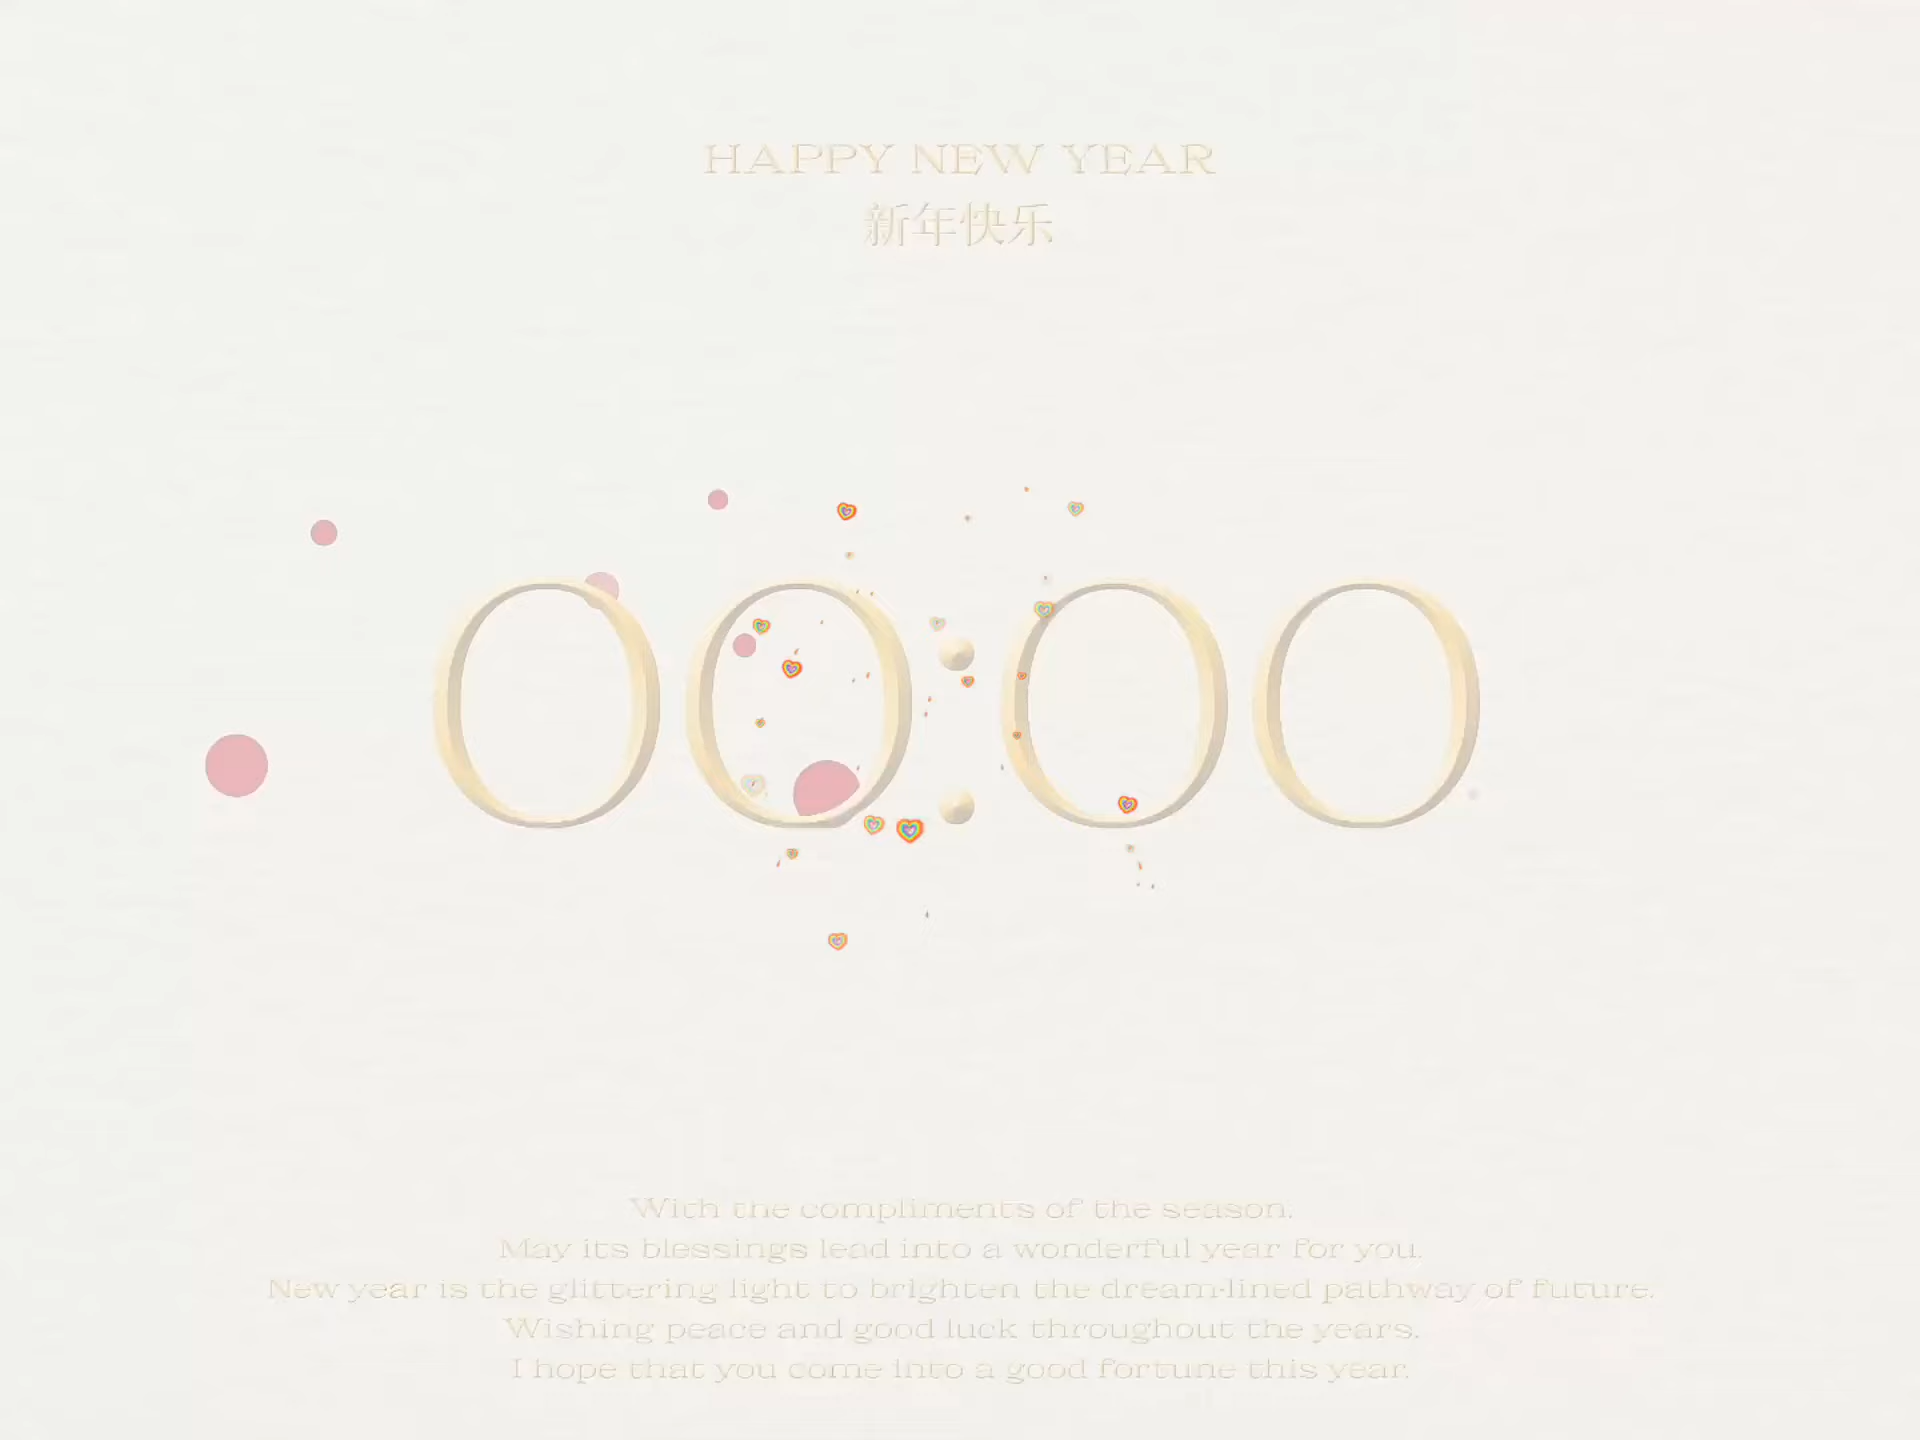 HAPPY NEW YEAR
新年快乐
00:00
With the compliments of the season.
May its blessings lead into a wonderful year for you.
New year is the glittering light to brighten the dream-lined pathway of future.
Wishing peace and good luck throughout the years.
I hope that you come into a good fortune this year.